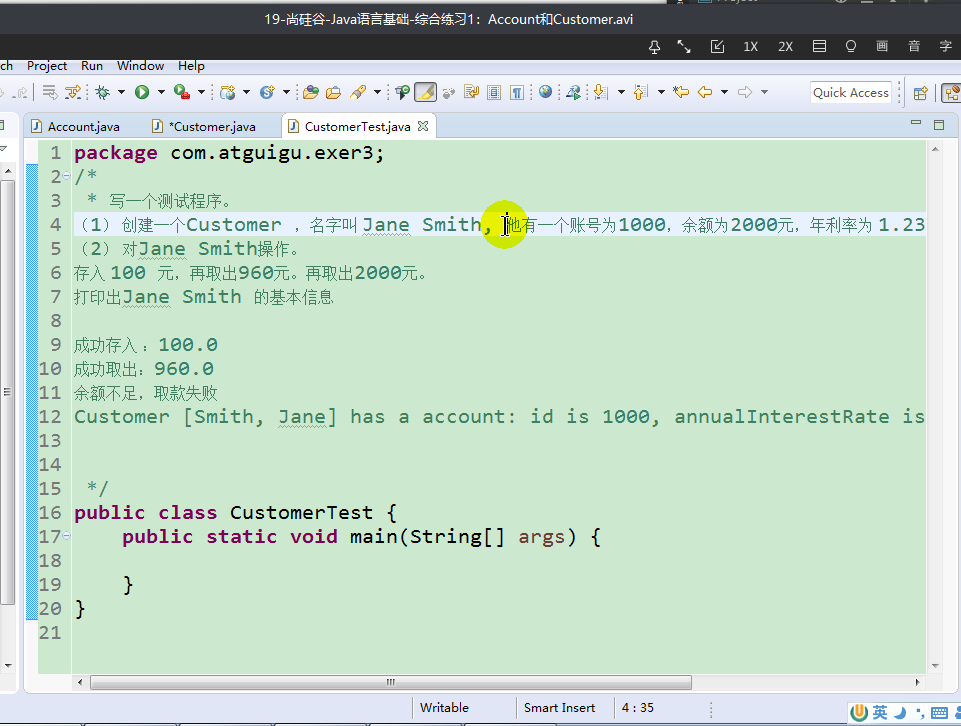 19-尚硅谷-Java语言基础-综合练习1：Account和Customer.avi
1X 2X 画 音 字
ch Project Run Window Help
Quick Access
Account.java *Customer.java CustomerTest.java
1 package com.atguigu.exer3;
2 /*
3 * 写一个测试程序。
4 （1）创建一个Customer ，名字叫 Jane Smith, 他有一个账号为1000，余额为2000元，年利率为 1.23
5 （2）对Jane Smith操作。
6 存入 100 元，再取出960元。再取出2000元。
7 打印出Jane Smith 的基本信息
8
9 成功存入 ：100.0
10 成功取出：960.0
11 余额不足，取款失败
12 Customer [Smith, Jane] has a account: id is 1000, annualInterestRate is
13
14
15 */
16 public class CustomerTest {
17 public static void main(String[] args) {
18
19 }
20 }
21
Writable Smart Insert 4 : 35
英